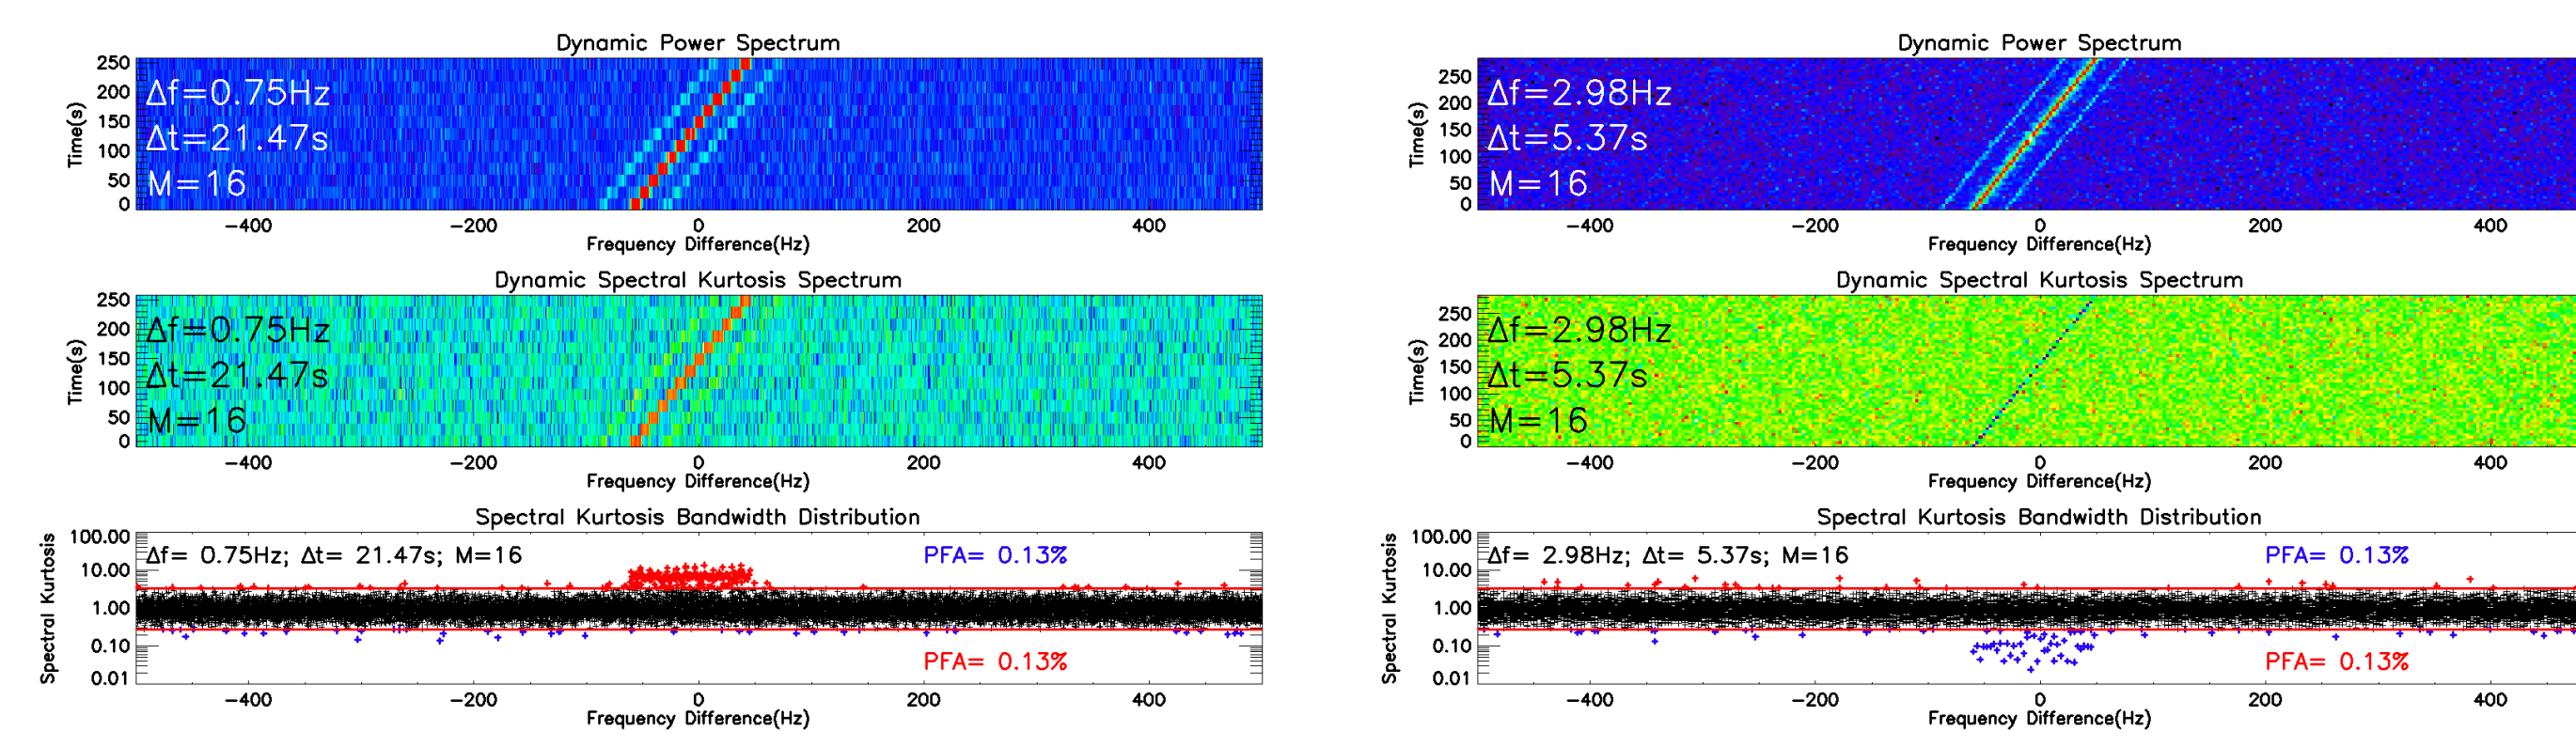 Dynamic Power Spectrum
250
200
150
100
50
0
Time(s)
Δf=0.75Hz
Δt=21.47s
M=16
−400 −200 0 200 400
Frequency Difference(Hz)
Dynamic Spectral Kurtosis Spectrum
250
200
150
100
50
0
Time(s)
Δf=0.75Hz
Δt=21.47s
M=16
−400 −200 0 200 400
Frequency Difference(Hz)
Spectral Kurtosis Bandwidth Distribution
100.00
10.00
1.00
0.10
0.01
Spectral Kurtosis
Δf= 0.75Hz; Δt= 21.47s; M=16
PFA= 0.13%
PFA= 0.13%
−400 −200 0 200 400
Frequency Difference(Hz)
Dynamic Power Spectrum
250
200
150
100
50
0
Time(s)
Δf=2.98Hz
Δt=5.37s
M=16
−400 −200 0 200 400
Frequency Difference(Hz)
Dynamic Spectral Kurtosis Spectrum
250
200
150
100
50
0
Time(s)
Δf=2.98Hz
Δt=5.37s
M=16
−400 −200 0 200 400
Frequency Difference(Hz)
Spectral Kurtosis Bandwidth Distribution
100.00
10.00
1.00
0.10
0.01
Spectral Kurtosis
Δf= 2.98Hz; Δt= 5.37s; M=16
PFA= 0.13%
PFA= 0.13%
−400 −200 0 200 400
Frequency Difference(Hz)